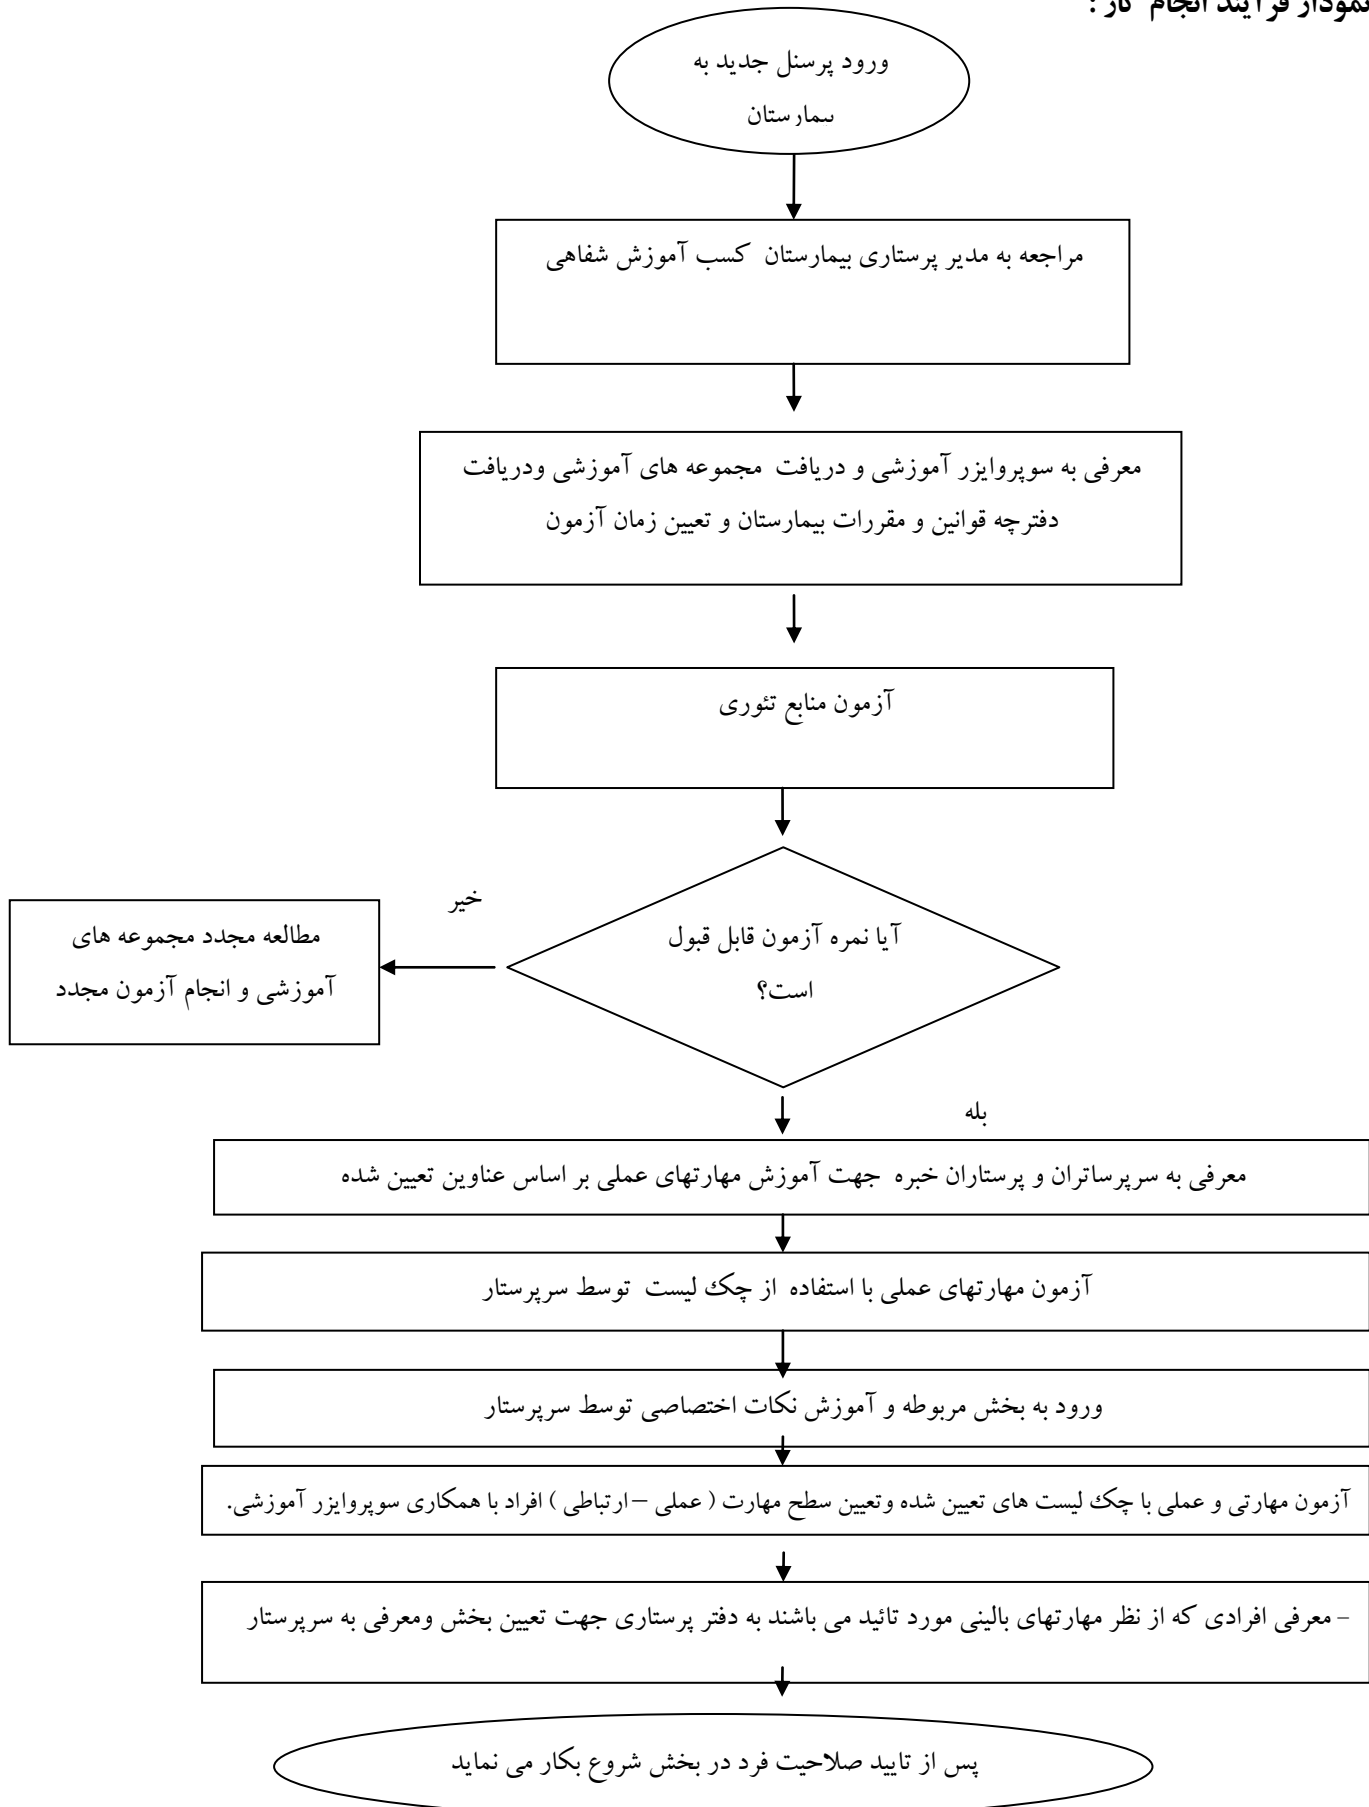 نمودار فرآیند انجام کار :
ورود پرسنل جدید به
بیمارستان
مراجعه به مدیر پرستاری بیمارستان کسب آموزش شفاهی
معرفی به سوپروایزر آموزشی و دریافت مجموعه های آموزشی ودریافت
دفترچه قوانین و مقررات بیمارستان و تعیین زمان آزمون
آزمون منابع تئوری
آیا نمره آزمون قابل قبول
است؟
خیر
مطالعه مجدد مجموعه های
آموزشی و انجام آزمون مجدد
بله
معرفی به سرپرساتران و پرستاران خبره جهت آموزش مهارتهای عملی بر اساس عناوین تعیین شده
آزمون مهارتهای عملی با استفاده از چک لیست توسط سرپرستار
ورود به بخش مربوطه و آموزش نکات اختصاصی توسط سرپرستار
آزمون مهارتی و عملی با چک لیست های تعیین شده وتعیین سطح مهارت ( عملی – ارتباطی ) افراد با همکاری سوپروایزر آموزشی.
- معرفی افرادی که از نظر مهارتهای بالینی مورد تائید می باشند به دفتر پرستاری جهت تعیین بخش ومعرفی به سرپرستار
پس از تایید صلاحیت فرد در بخش شروع بکار می نماید